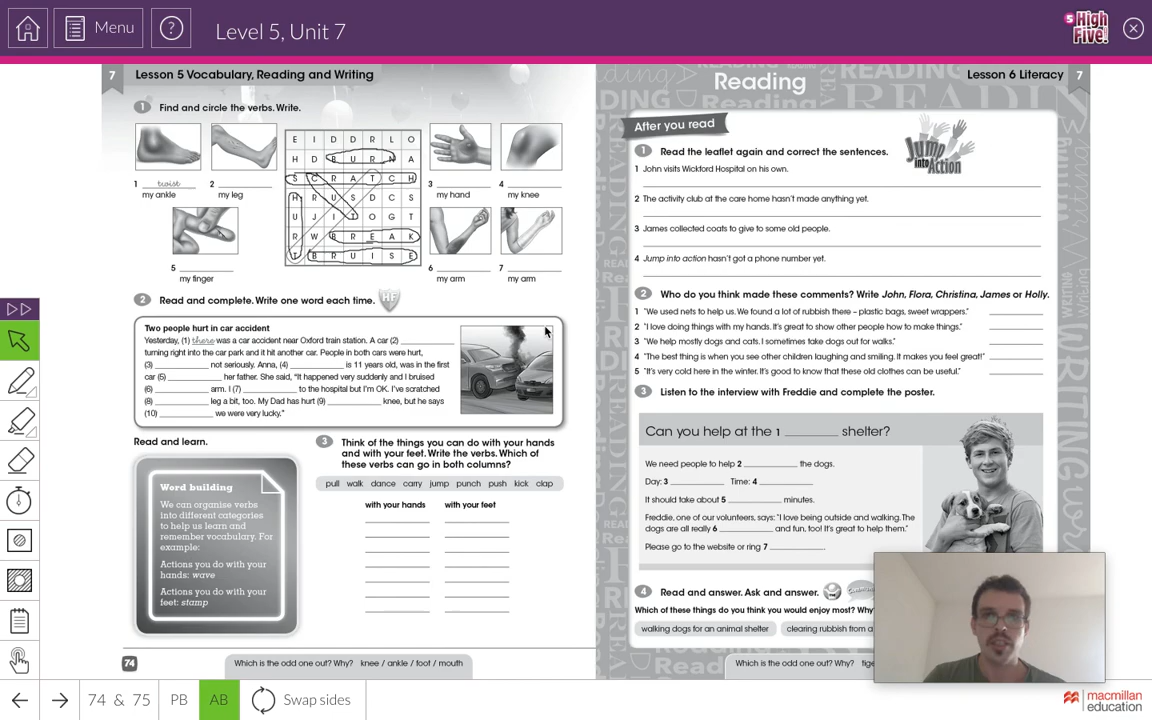 Menu
?
Level 5, Unit 7
5 High Five!
7 Lesson 5 Vocabulary, Reading and Writing
1 Find and circle the verbs. Write.
E I D D R L O
H D B U R N A
S C R A T C H
H R U S D C S
U J I T O G T
R W B R E A K
T B R U I S E
1 twist
my ankle
2
my leg
3
my hand
4
my knee
5
my finger
6
my arm
7
my arm
2 Read and complete. Write one word each time. HF
Two people hurt in car accident
Yesterday, (1) there was a car accident near Oxford train station. A car (2)
turning right into the car park and it hit another car. People in both cars were hurt,
(3) not seriously. Anna, (4) is 11 years old, was in the first
car (5) her father. She said, "It happened very suddenly and I bruised
(6) arm. I (7) to the hospital but I'm OK. I've scratched
(8) leg a bit, too. My Dad has hurt (9) knee, but he says
(10) we were very lucky."
Read and learn.
Word building
We can organise verbs
into different categories
to help us learn and
remember vocabulary. For
example:
Actions you do with your
hands: wave
Actions you do with your
feet: stamp
3 Think of the things you can do with your hands
and with your feet. Write the verbs. Which of
these verbs can go in both columns?
pull walk dance carry jump punch push kick clap
with your hands with your feet
74
Which is the odd one out? Why? knee / ankle / foot / mouth
Reading
Lesson 6 Literacy 7
After you read
Jump into Action
1 Read the leaflet again and correct the sentences.
1 John visits Wickford Hospital on his own.
2 The activity club at the care home hasn't made anything yet.
3 James collected coats to give to some old people.
4 Jump into action hasn't got a phone number yet.
2 Who do you think made these comments? Write John, Flora, Christina, James or Holly.
1 "We used nets to help us. We found a lot of rubbish there – plastic bags, sweet wrappers."
2 "I love doing things with my hands. It's great to show other people how to make things."
3 "We help mostly dogs and cats. I sometimes take dogs out for walks."
4 "The best thing is when you see other children laughing and smiling. It makes you feel great!"
5 "It's very cold here in the winter. It's good to know that these old clothes can be useful."
3 Listen to the interview with Freddie and complete the poster.
Can you help at the 1 shelter?
We need people to help 2 the dogs.
Day: 3 Time: 4
It should take about 5 minutes.
Freddie, one of our volunteers, says: "I love being outside and walking. The
dogs are all really 6 and fun, too! It's great to help them."
Please go to the website or ring 7 .
4 Read and answer. Ask and answer.
Which of these things do you think you would enjoy most? Why
walking dogs for an animal shelter clearing rubbish from a
Which is the odd one out? Why?
74 & 75
PB
AB
Swap sides
macmillan
education